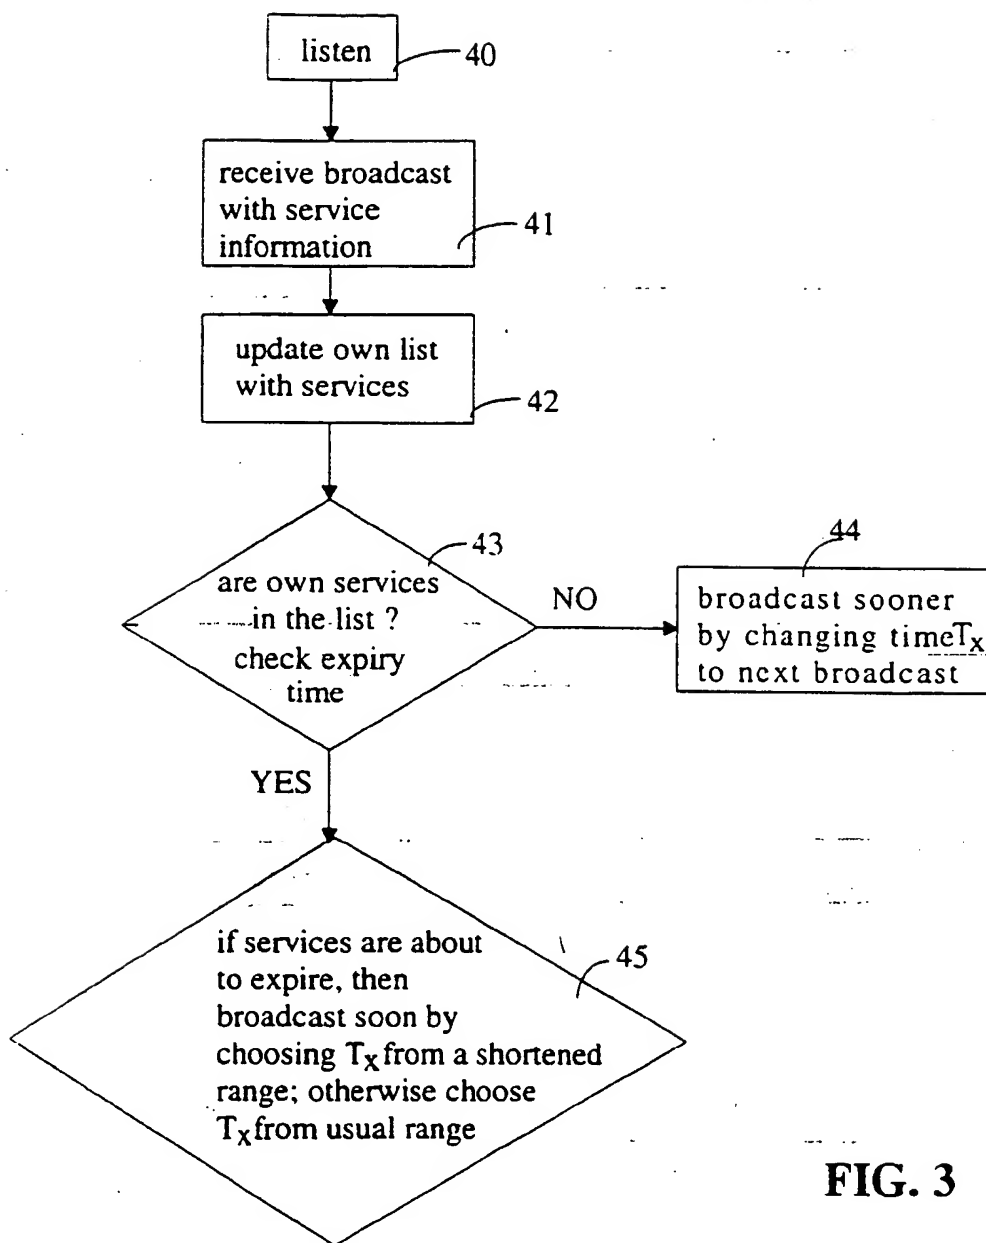 listen
40
receive broadcast
with service
information
41
update own list
with services
42
43
are own services
in the list ?
check expiry
time
NO
44
broadcast sooner
by changing time Tx
to next broadcast
YES
if services are about
to expire, then
broadcast soon by
choosing Tx from a shortened
range; otherwise choose
Tx from usual range
45
FIG. 3